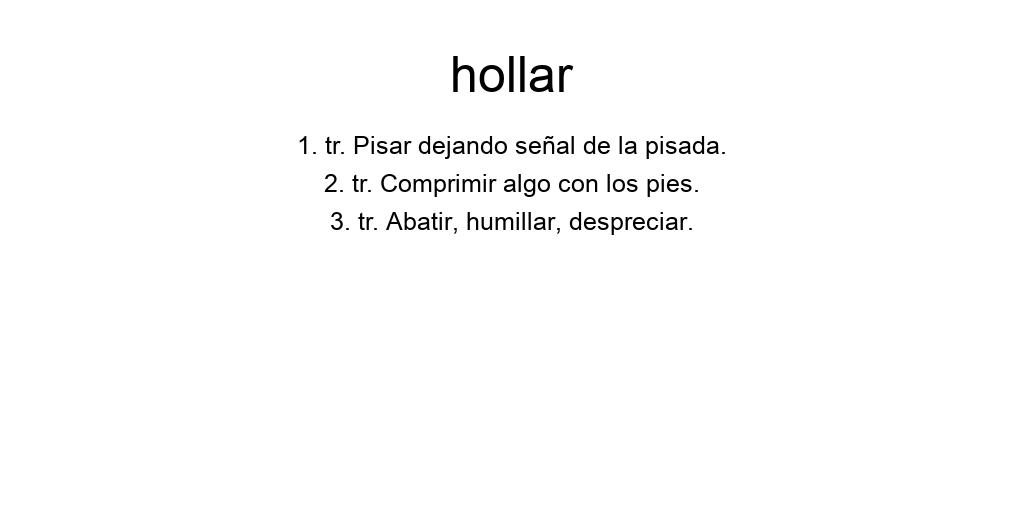 hollar
1. tr. Pisar dejando señal de la pisada.
2. tr. Comprimir algo con los pies.
3. tr. Abatir, humillar, despreciar.